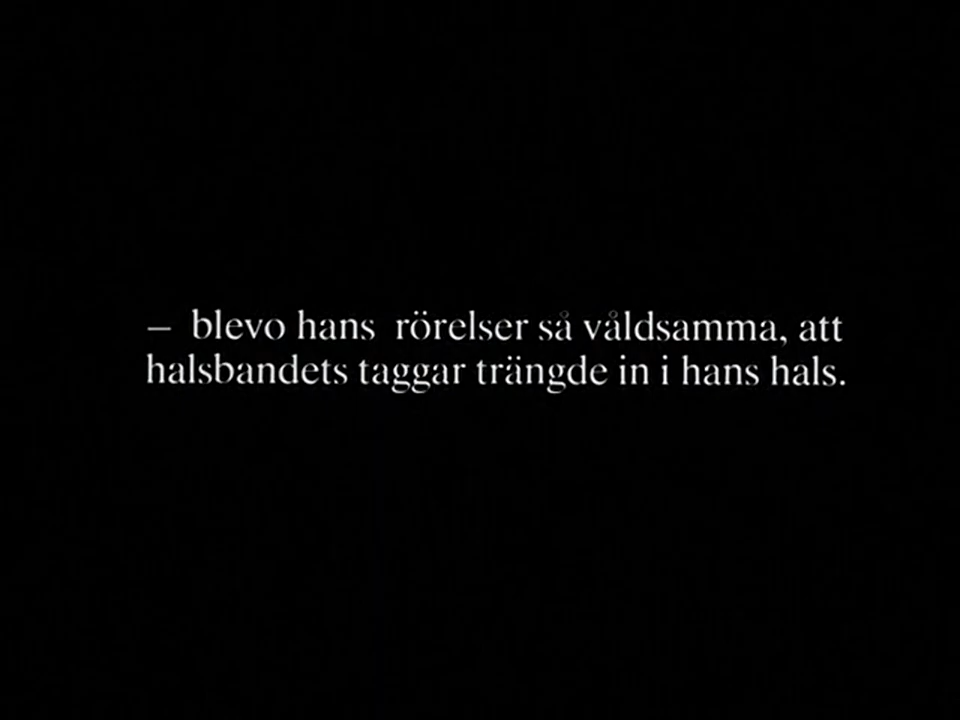 – blevo hans rörelser så våldsamma, att
halsbandets taggar trängde in i hans hals.